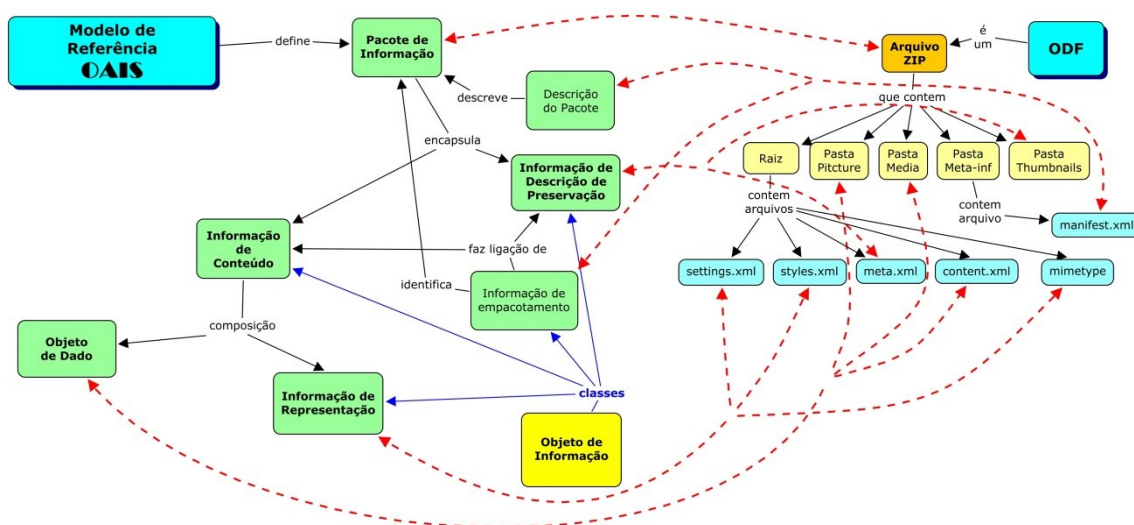 Modelo de
Referência
OAIS
define
Pacote de
Informação
é
um
Arquivo
ZIP
ODF
descreve
Descrição
do Pacote
que contem
encapsula
Raiz
Pasta
Pitcture
Pasta
Media
Pasta
Meta-inf
Pasta
Thumbnails
Informação de
Descrição de
Preservação
contem
arquivos
contem
arquivo
manifest.xml
Informação
de
Conteúdo
faz ligação de
settings.xml
styles.xml
meta.xml
content.xml
mimetype
identifica
Informação de
empacotamento
composição
Objeto
de Dado
Informação de
Representação
classes
Objeto de
Informação